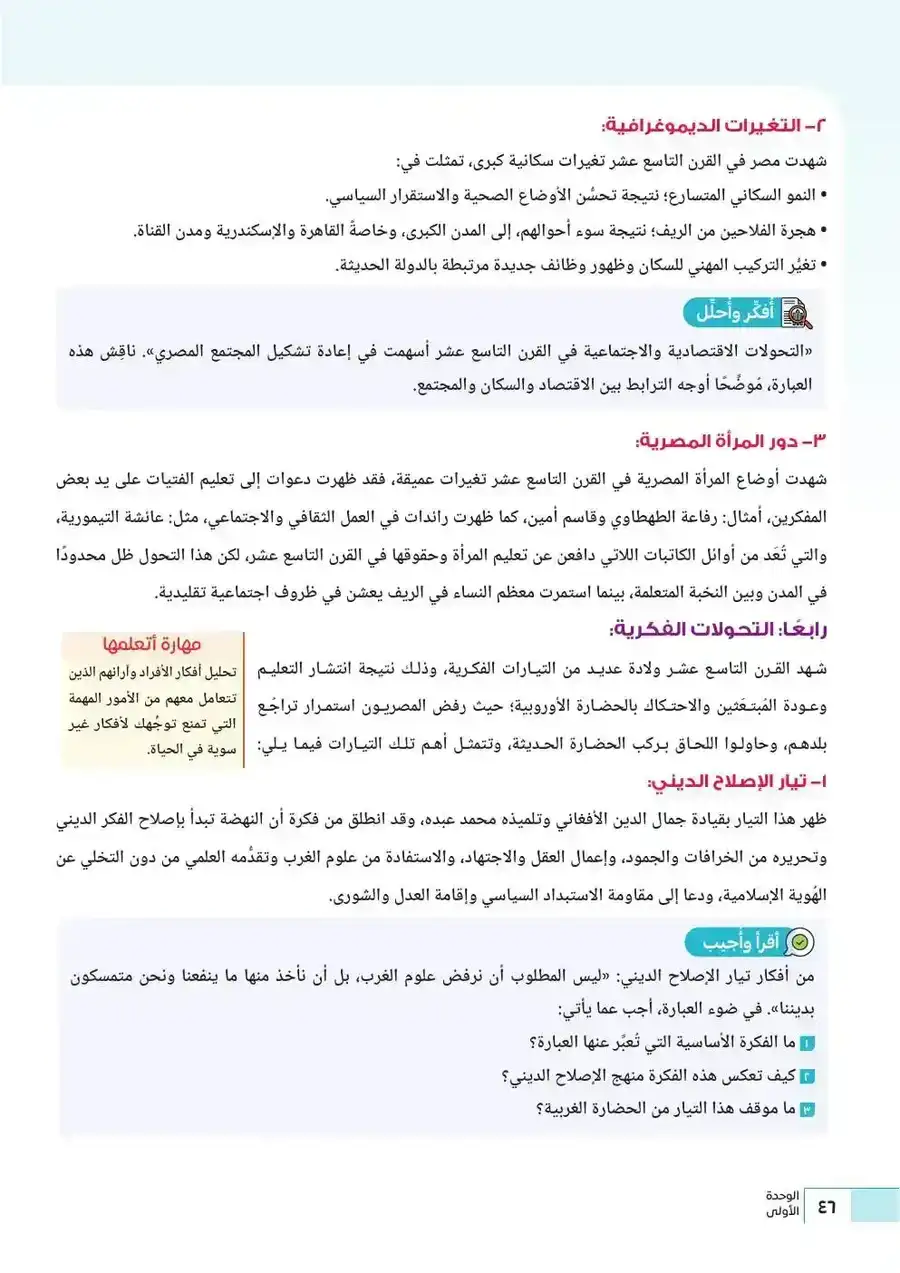 ٢- التغيرات الديموغرافية:
شهدت مصر في القرن التاسع عشر تغيرات سكانية كبرى، تمثلت في:
• النمو السكاني المتسارع؛ نتيجة تحسُّن الأوضاع الصحية والاستقرار السياسي.
• هجرة الفلاحين من الريف؛ نتيجة سوء أحوالهم، إلى المدن الكبرى، وخاصةً القاهرة والإسكندرية ومدن القناة.
• تغيُّر التركيب المهني للسكان وظهور وظائف جديدة مرتبطة بالدولة الحديثة.
أفكّر وأحلّل
«التحولات الاقتصادية والاجتماعية في القرن التاسع عشر أسهمت في إعادة تشكيل المجتمع المصري». ناقِش هذه
العبارة، مُوضِّحًا أوجه الترابط بين الاقتصاد والسكان والمجتمع.
٣- دور المرأة المصرية:
شهدت أوضاع المرأة المصرية في القرن التاسع عشر تغيرات عميقة، فقد ظهرت دعوات إلى تعليم الفتيات على يد بعض
المفكرين، أمثال: رفاعة الطهطاوي وقاسم أمين، كما ظهرت رائدات في العمل الثقافي والاجتماعي، مثل: عائشة التيمورية،
والتي تُعَد من أوائل الكاتبات اللاتي دافعن عن تعليم المرأة وحقوقها في القرن التاسع عشر، لكن هذا التحول ظل محدودًا
في المدن وبين النخبة المتعلمة، بينما استمرت معظم النساء في الريف يعشن في ظروف اجتماعية تقليدية.
رابعًا: التحولات الفكرية:
شهد القرن التاسع عشر ولادة عديد من التيارات الفكرية، وذلك نتيجة انتشار التعليم
وعودة المُبتعَثين والاحتكاك بالحضارة الأوروبية؛ حيث رفض المصريون استمرار تراجُع
بلدهم، وحاولوا اللحاق بركب الحضارة الحديثة، وتتمثل أهم تلك التيارات فيما يلي:
مهارة أتعلمها
تحليل أفكار الأفراد وآرائهم الذين
تتعامل معهم من الأمور المهمة
التي تمنع توجُّهك لأفكار غير
سوية في الحياة.
١- تيار الإصلاح الديني:
ظهر هذا التيار بقيادة جمال الدين الأفغاني وتلميذه محمد عبده، وقد انطلق من فكرة أن النهضة تبدأ بإصلاح الفكر الديني
وتحريره من الخرافات والجمود، وإعمال العقل والاجتهاد، والاستفادة من علوم الغرب وتقدُّمه العلمي من دون التخلي عن
الهُوية الإسلامية، ودعا إلى مقاومة الاستبداد السياسي وإقامة العدل والشورى.
أقرأ وأجيب
من أفكار تيار الإصلاح الديني: «ليس المطلوب أن نرفض علوم الغرب، بل أن نأخذ منها ما ينفعنا ونحن متمسكون
بديننا». في ضوء العبارة، أجب عما يأتي:
١ ما الفكرة الأساسية التي تُعبِّر عنها العبارة؟
٢ كيف تعكس هذه الفكرة منهج الإصلاح الديني؟
٣ ما موقف هذا التيار من الحضارة الغربية؟
٤٦
الوحدة
الأولى